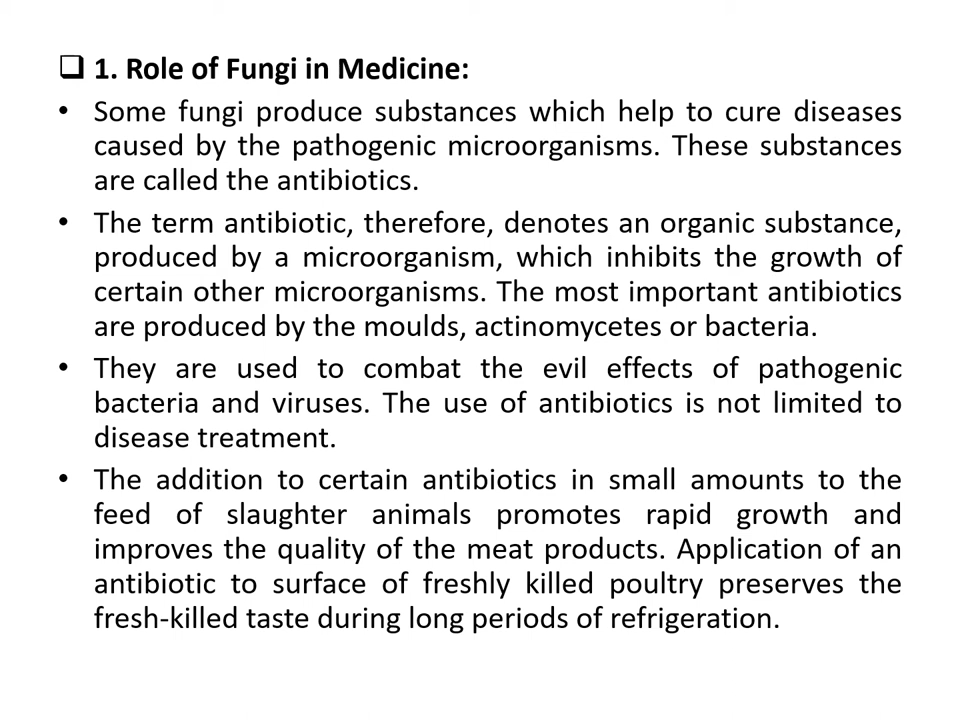 ❑ 1. Role of Fungi in Medicine:
• Some fungi produce substances which help to cure diseases
caused by the pathogenic microorganisms. These substances
are called the antibiotics.
• The term antibiotic, therefore, denotes an organic substance,
produced by a microorganism, which inhibits the growth of
certain other microorganisms. The most important antibiotics
are produced by the moulds, actinomycetes or bacteria.
• They are used to combat the evil effects of pathogenic
bacteria and viruses. The use of antibiotics is not limited to
disease treatment.
• The addition to certain antibiotics in small amounts to the
feed of slaughter animals promotes rapid growth and
improves the quality of the meat products. Application of an
antibiotic to surface of freshly killed poultry preserves the
fresh-killed taste during long periods of refrigeration.